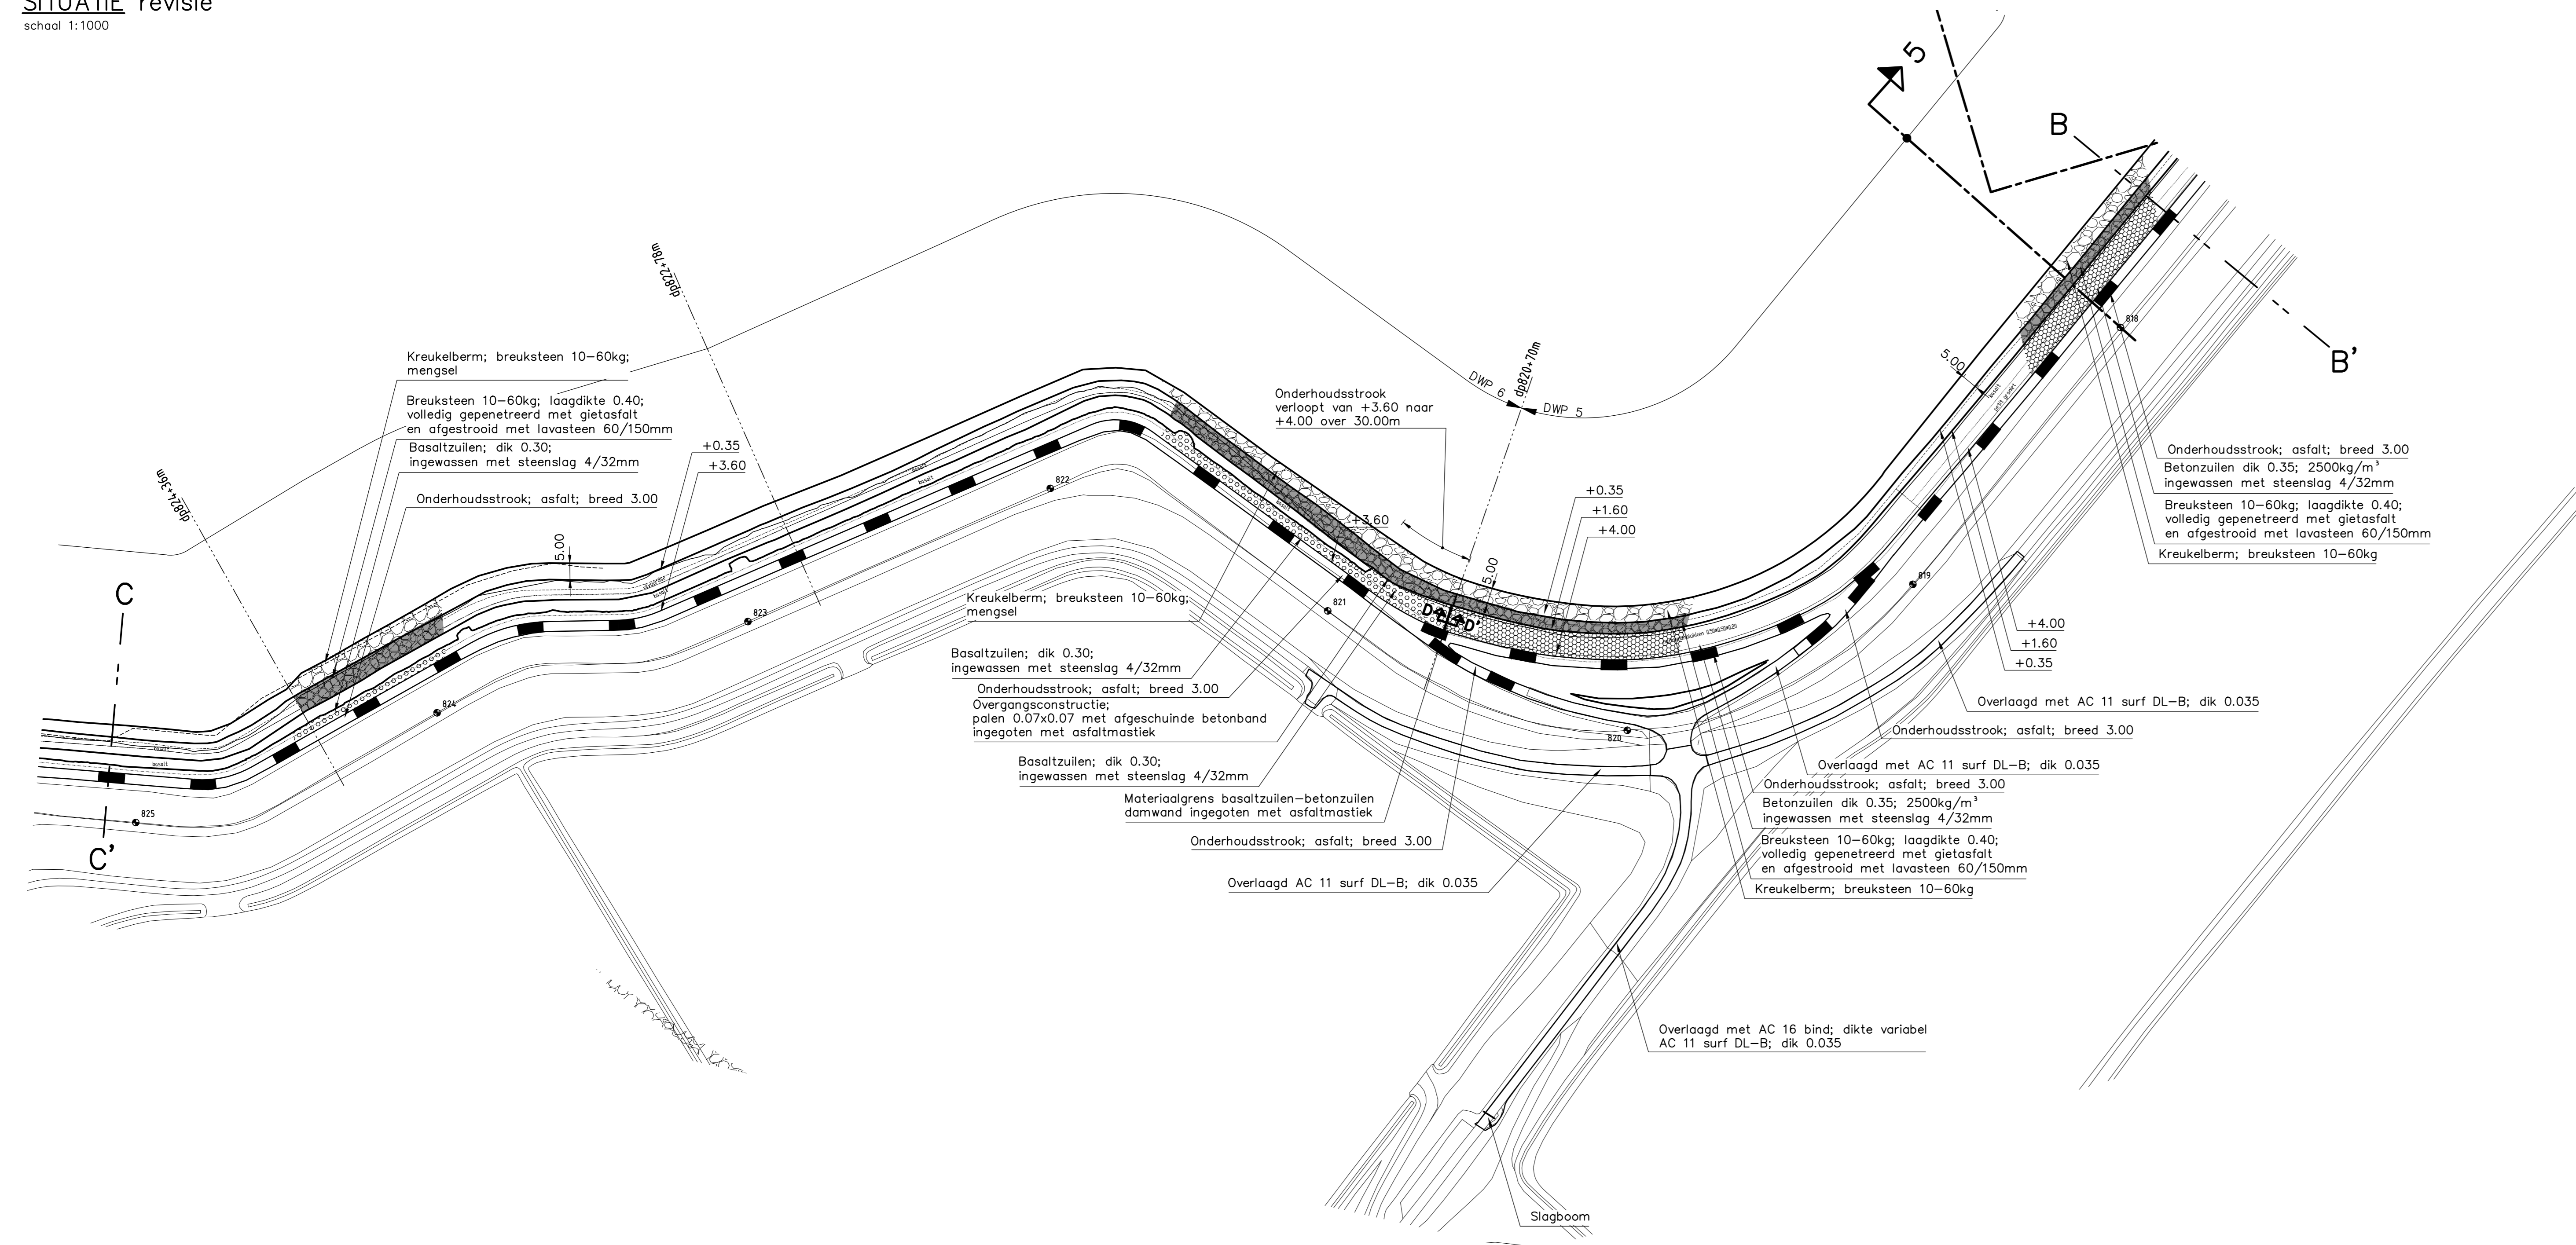 SITUATIE revisie
schaal 1:1000
5
B
B'
dp822+78m
dp824+36m
dp820+70m
DWP 6
DWP 5
Kreukelberm; breuksteen 10-60kg;
mengsel
Breuksteen 10-60kg; laagdikte 0.40;
volledig gepenetreerd met gietasfalt
en afgestrooid met lavasteen 60/150mm
Basaltzuilen; dik 0.30;
ingewassen met steenslag 4/32mm
Onderhoudsstrook; asfalt; breed 3.00
+0.35
+3.60
5.00
Onderhoudsstrook
verloopt van +3.60 naar
+4.00 over 30.00m
+3.60
+0.35
+1.60
+4.00
5.00
5.00
818
819
820
821
822
823
824
825
basalt
basalt
basalt
basalt
basalt
basalt
petit graniet
C
C'
D
D'
Onderhoudsstrook; asfalt; breed 3.00
Betonzuilen dik 0.35; 2500kg/m³
ingewassen met steenslag 4/32mm
Breuksteen 10-60kg; laagdikte 0.40;
volledig gepenetreerd met gietasfalt
en afgestrooid met lavasteen 60/150mm
Kreukelberm; breuksteen 10-60kg
+4.00
+1.60
+0.35
Kreukelberm; breuksteen 10-60kg;
mengsel
Basaltzuilen; dik 0.30;
ingewassen met steenslag 4/32mm
Onderhoudsstrook; asfalt; breed 3.00
Overgangsconstructie;
palen 0.07x0.07 met afgeschuinde betonband
ingegoten met asfaltmastiek
Basaltzuilen; dik 0.30;
ingewassen met steenslag 4/32mm
Materiaalgrens basaltzuilen-betonzuilen
damwand ingegoten met asfaltmastiek
Onderhoudsstrook; asfalt; breed 3.00
Overlaagd AC 11 surf DL-B; dik 0.035
Overlaagd met AC 11 surf DL-B; dik 0.035
Onderhoudsstrook; asfalt; breed 3.00
Overlaagd met AC 11 surf DL-B; dik 0.035
Onderhoudsstrook; asfalt; breed 3.00
Betonzuilen dik 0.35; 2500kg/m³
ingewassen met steenslag 4/32mm
Breuksteen 10-60kg; laagdikte 0.40;
volledig gepenetreerd met gietasfalt
en afgestrooid met lavasteen 60/150mm
Kreukelberm; breuksteen 10-60kg
Overlaagd met AC 16 bind; dikte variabel
AC 11 surf DL-B; dik 0.035
Slagboom